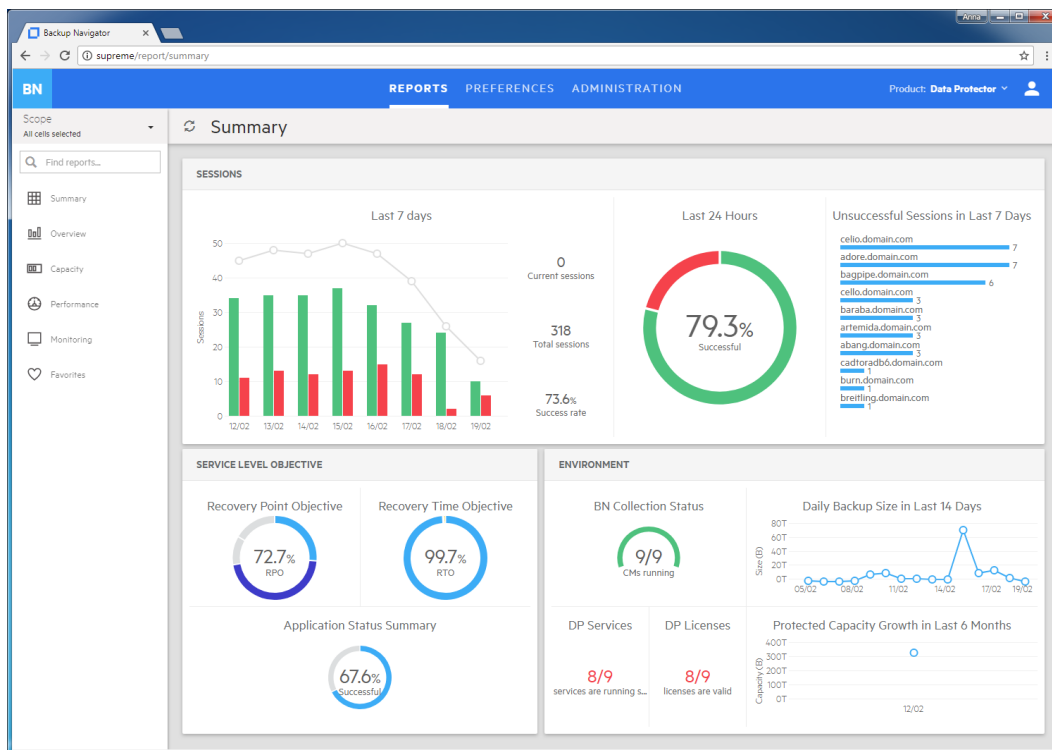 Anna
Backup Navigator
supreme/report/summary
BN
REPORTS PREFERENCES ADMINISTRATION
Product: Data Protector
Scope
All cells selected
Find reports...
Summary
Overview
Capacity
Performance
Monitoring
Favorites
Summary
SESSIONS
Last 7 days
Sessions
50
40
30
20
10
0
12/02 13/02 14/02 15/02 16/02 17/02 18/02 19/02
0
Current sessions
318
Total sessions
73.6%
Success rate
Last 24 Hours
79.3%
Successful
Unsuccessful Sessions in Last 7 Days
celio.domain.com
7
adore.domain.com
7
bagpipe.domain.com
6
cello.domain.com
3
baraba.domain.com
3
artemida.domain.com
3
abang.domain.com
3
cadtoradb6.domain.com
1
burn.domain.com
1
breitling.domain.com
1
SERVICE LEVEL OBJECTIVE
Recovery Point Objective
72.7%
RPO
Recovery Time Objective
99.7%
RTO
Application Status Summary
67.6%
Successful
ENVIRONMENT
BN Collection Status
9/9
CMs running
DP Services
8/9
services are running s...
DP Licenses
8/9
licenses are valid
Daily Backup Size in Last 14 Days
Size (B)
80T
60T
40T
20T
0T
05/02 08/02 11/02 14/02 17/02 19/02
Protected Capacity Growth in Last 6 Months
Capacity (B)
400T
300T
200T
100T
0T
12/02